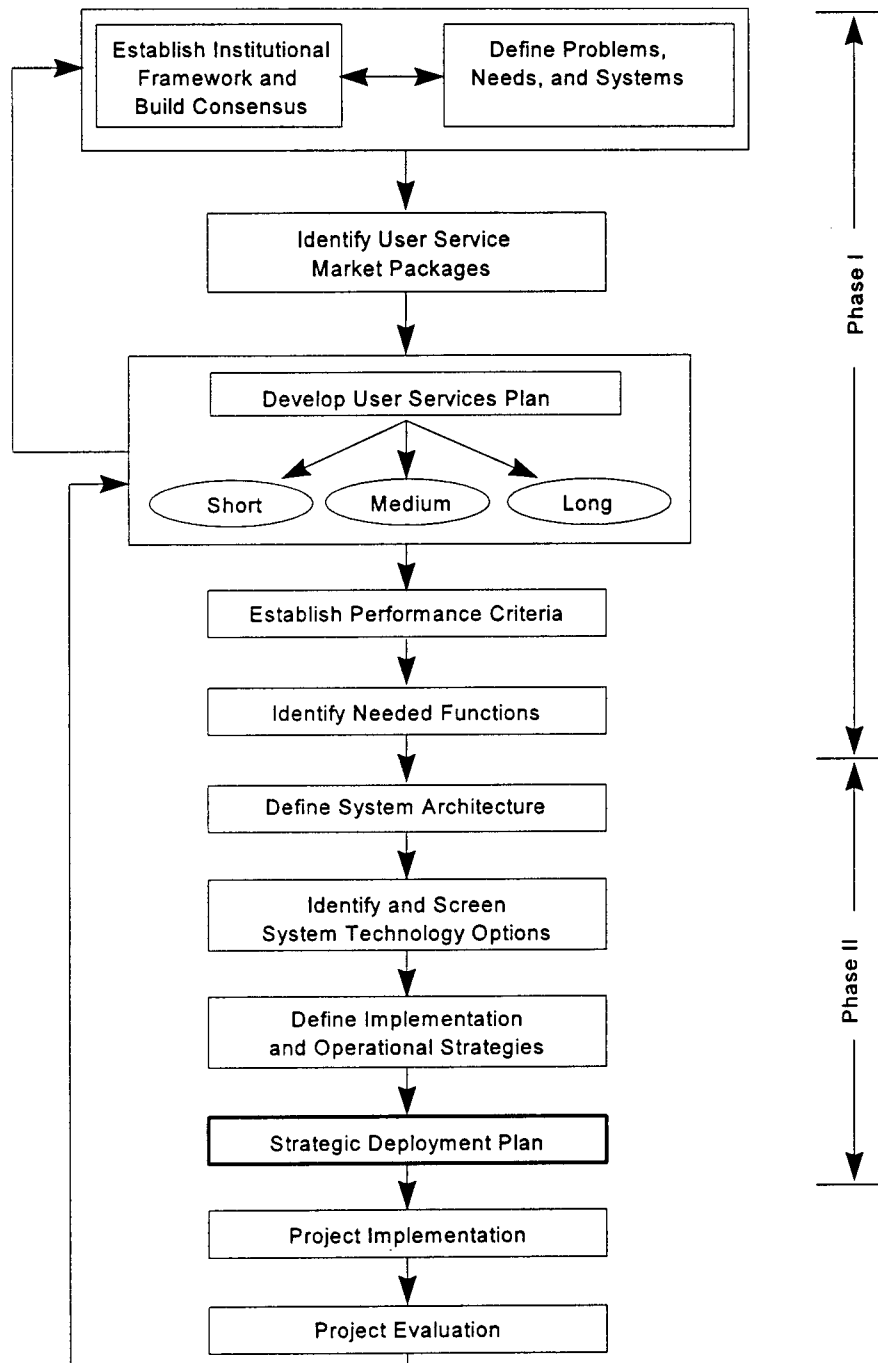 Establish Institutional
Framework and
Build Consensus
Define Problems,
Needs, and Systems
Identify User Service
Market Packages
Develop User Services Plan
Short
Medium
Long
Establish Performance Criteria
Identify Needed Functions
Phase I
Define System Architecture
Identify and Screen
System Technology Options
Define Implementation
and Operational Strategies
Strategic Deployment Plan
Phase II
Project Implementation
Project Evaluation